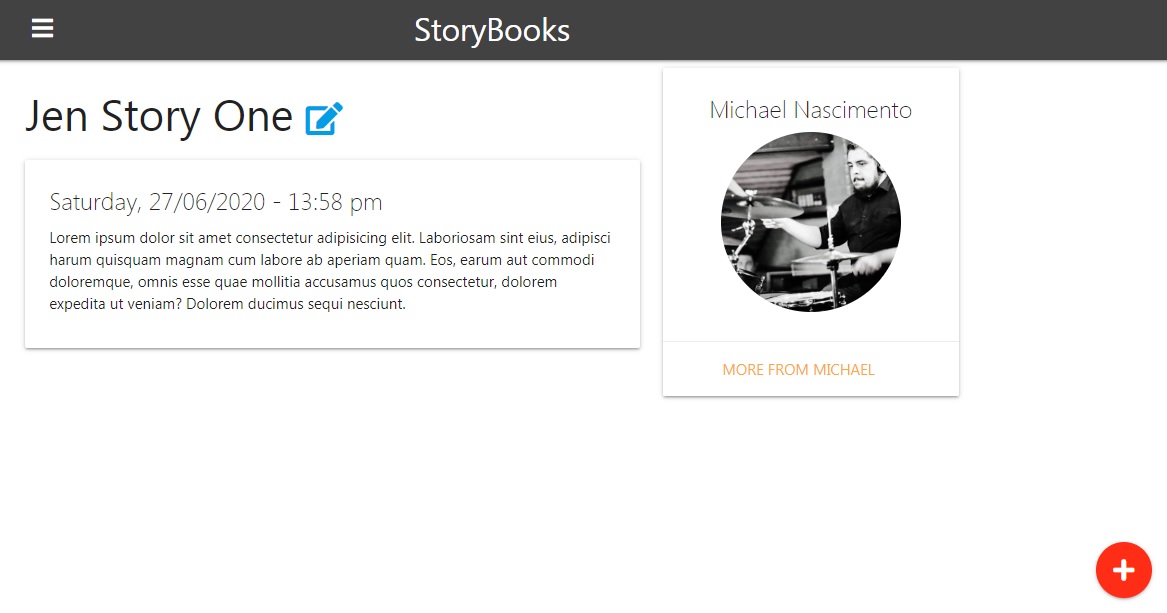 StoryBooks
Jen Story One
Saturday, 27/06/2020 - 13:58 pm
Lorem ipsum dolor sit amet consectetur adipisicing elit. Laboriosam sint eius, adipisci
harum quisquam magnam cum labore ab aperiam quam. Eos, earum aut commodi
doloremque, omnis esse quae mollitia accusamus quos consectetur, dolorem
expedita ut veniam? Dolorem ducimus sequi nesciunt.
Michael Nascimento
MORE FROM MICHAEL